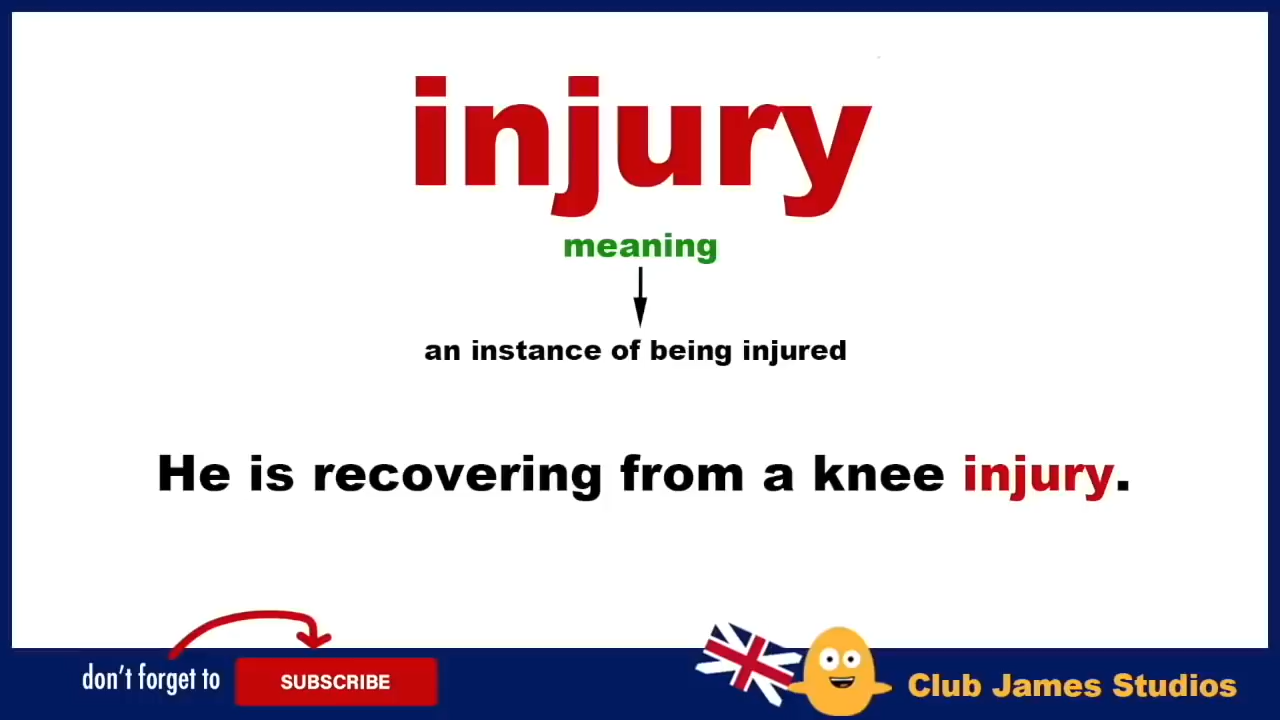 injury
meaning
an instance of being injured
He is recovering from a knee injury.
don't forget to
SUBSCRIBE
Club James Studios